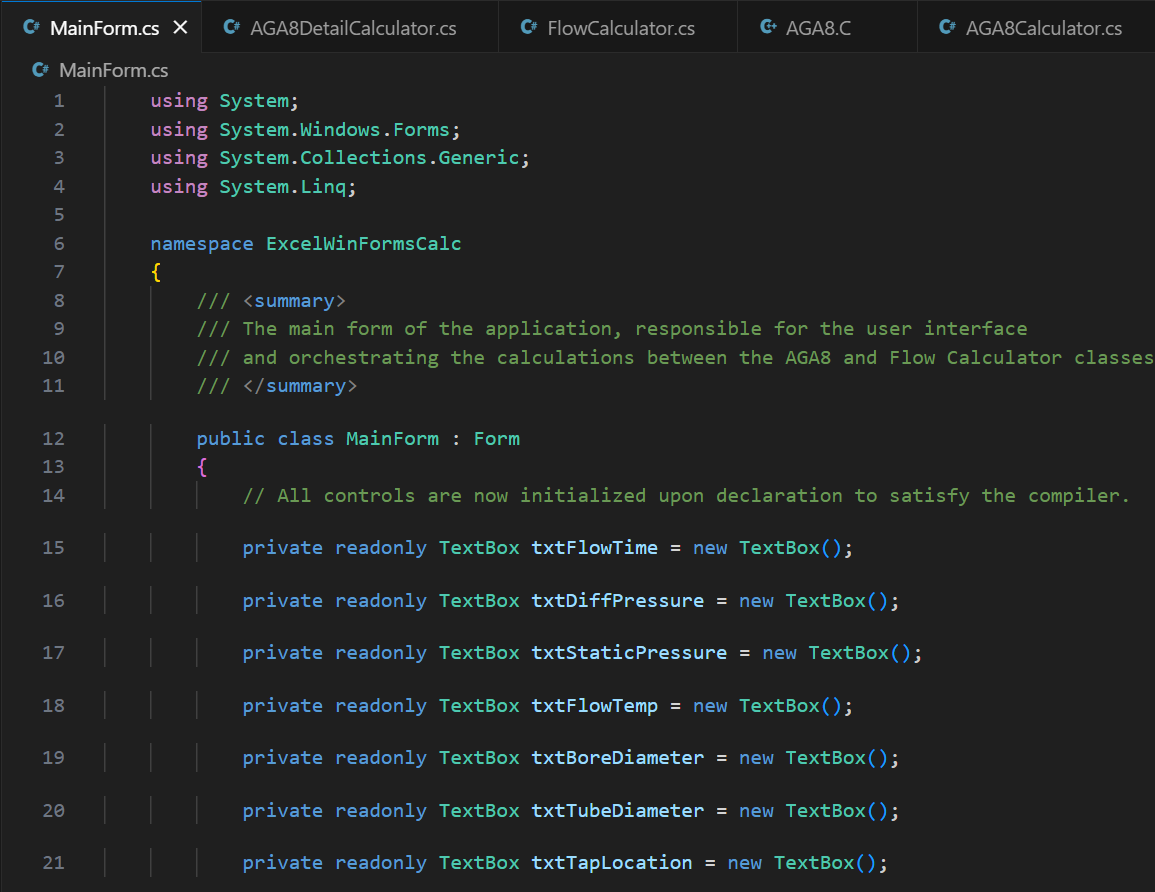 MainForm.cs AGA8DetailCalculator.cs FlowCalculator.cs AGA8.C AGA8Calculator.cs
MainForm.cs
1 using System;
2 using System.Windows.Forms;
3 using System.Collections.Generic;
4 using System.Linq;
5
6 namespace ExcelWinFormsCalc
7 {
8 /// <summary>
9 /// The main form of the application, responsible for the user interface
10 /// and orchestrating the calculations between the AGA8 and Flow Calculator classes
11 /// </summary>
12 public class MainForm : Form
13 {
14 // All controls are now initialized upon declaration to satisfy the compiler.
15 private readonly TextBox txtFlowTime = new TextBox();
16 private readonly TextBox txtDiffPressure = new TextBox();
17 private readonly TextBox txtStaticPressure = new TextBox();
18 private readonly TextBox txtFlowTemp = new TextBox();
19 private readonly TextBox txtBoreDiameter = new TextBox();
20 private readonly TextBox txtTubeDiameter = new TextBox();
21 private readonly TextBox txtTapLocation = new TextBox();